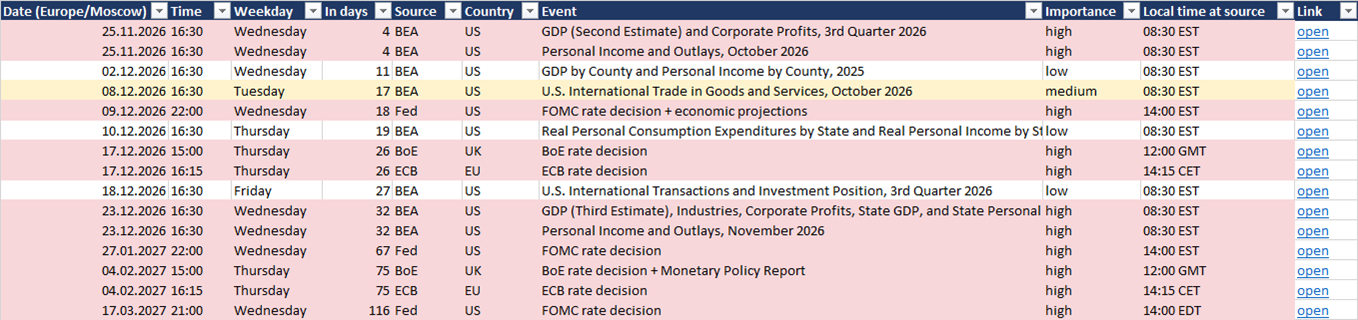 Date (Europe/Moscow) Time Weekday In days Source Country Event Importance Local time at source Link
25.11.2026 16:30 Wednesday 4 BEA US GDP (Second Estimate) and Corporate Profits, 3rd Quarter 2026 high 08:30 EST open
25.11.2026 16:30 Wednesday 4 BEA US Personal Income and Outlays, October 2026 high 08:30 EST open
02.12.2026 16:30 Wednesday 11 BEA US GDP by County and Personal Income by County, 2025 low 08:30 EST open
08.12.2026 16:30 Tuesday 17 BEA US U.S. International Trade in Goods and Services, October 2026 medium 08:30 EST open
09.12.2026 22:00 Wednesday 18 Fed US FOMC rate decision + economic projections high 14:00 EST open
10.12.2026 16:30 Thursday 19 BEA US Real Personal Consumption Expenditures by State and Real Personal Income by St low 08:30 EST open
17.12.2026 15:00 Thursday 26 BoE UK BoE rate decision high 12:00 GMT open
17.12.2026 16:15 Thursday 26 ECB EU ECB rate decision high 14:15 CET open
18.12.2026 16:30 Friday 27 BEA US U.S. International Transactions and Investment Position, 3rd Quarter 2026 low 08:30 EST open
23.12.2026 16:30 Wednesday 32 BEA US GDP (Third Estimate), Industries, Corporate Profits, State GDP, and State Personal high 08:30 EST open
23.12.2026 16:30 Wednesday 32 BEA US Personal Income and Outlays, November 2026 high 08:30 EST open
27.01.2027 22:00 Wednesday 67 Fed US FOMC rate decision high 14:00 EST open
04.02.2027 15:00 Thursday 75 BoE UK BoE rate decision + Monetary Policy Report high 12:00 GMT open
04.02.2027 16:15 Thursday 75 ECB EU ECB rate decision high 14:15 CET open
17.03.2027 21:00 Wednesday 116 Fed US FOMC rate decision high 14:00 EDT open